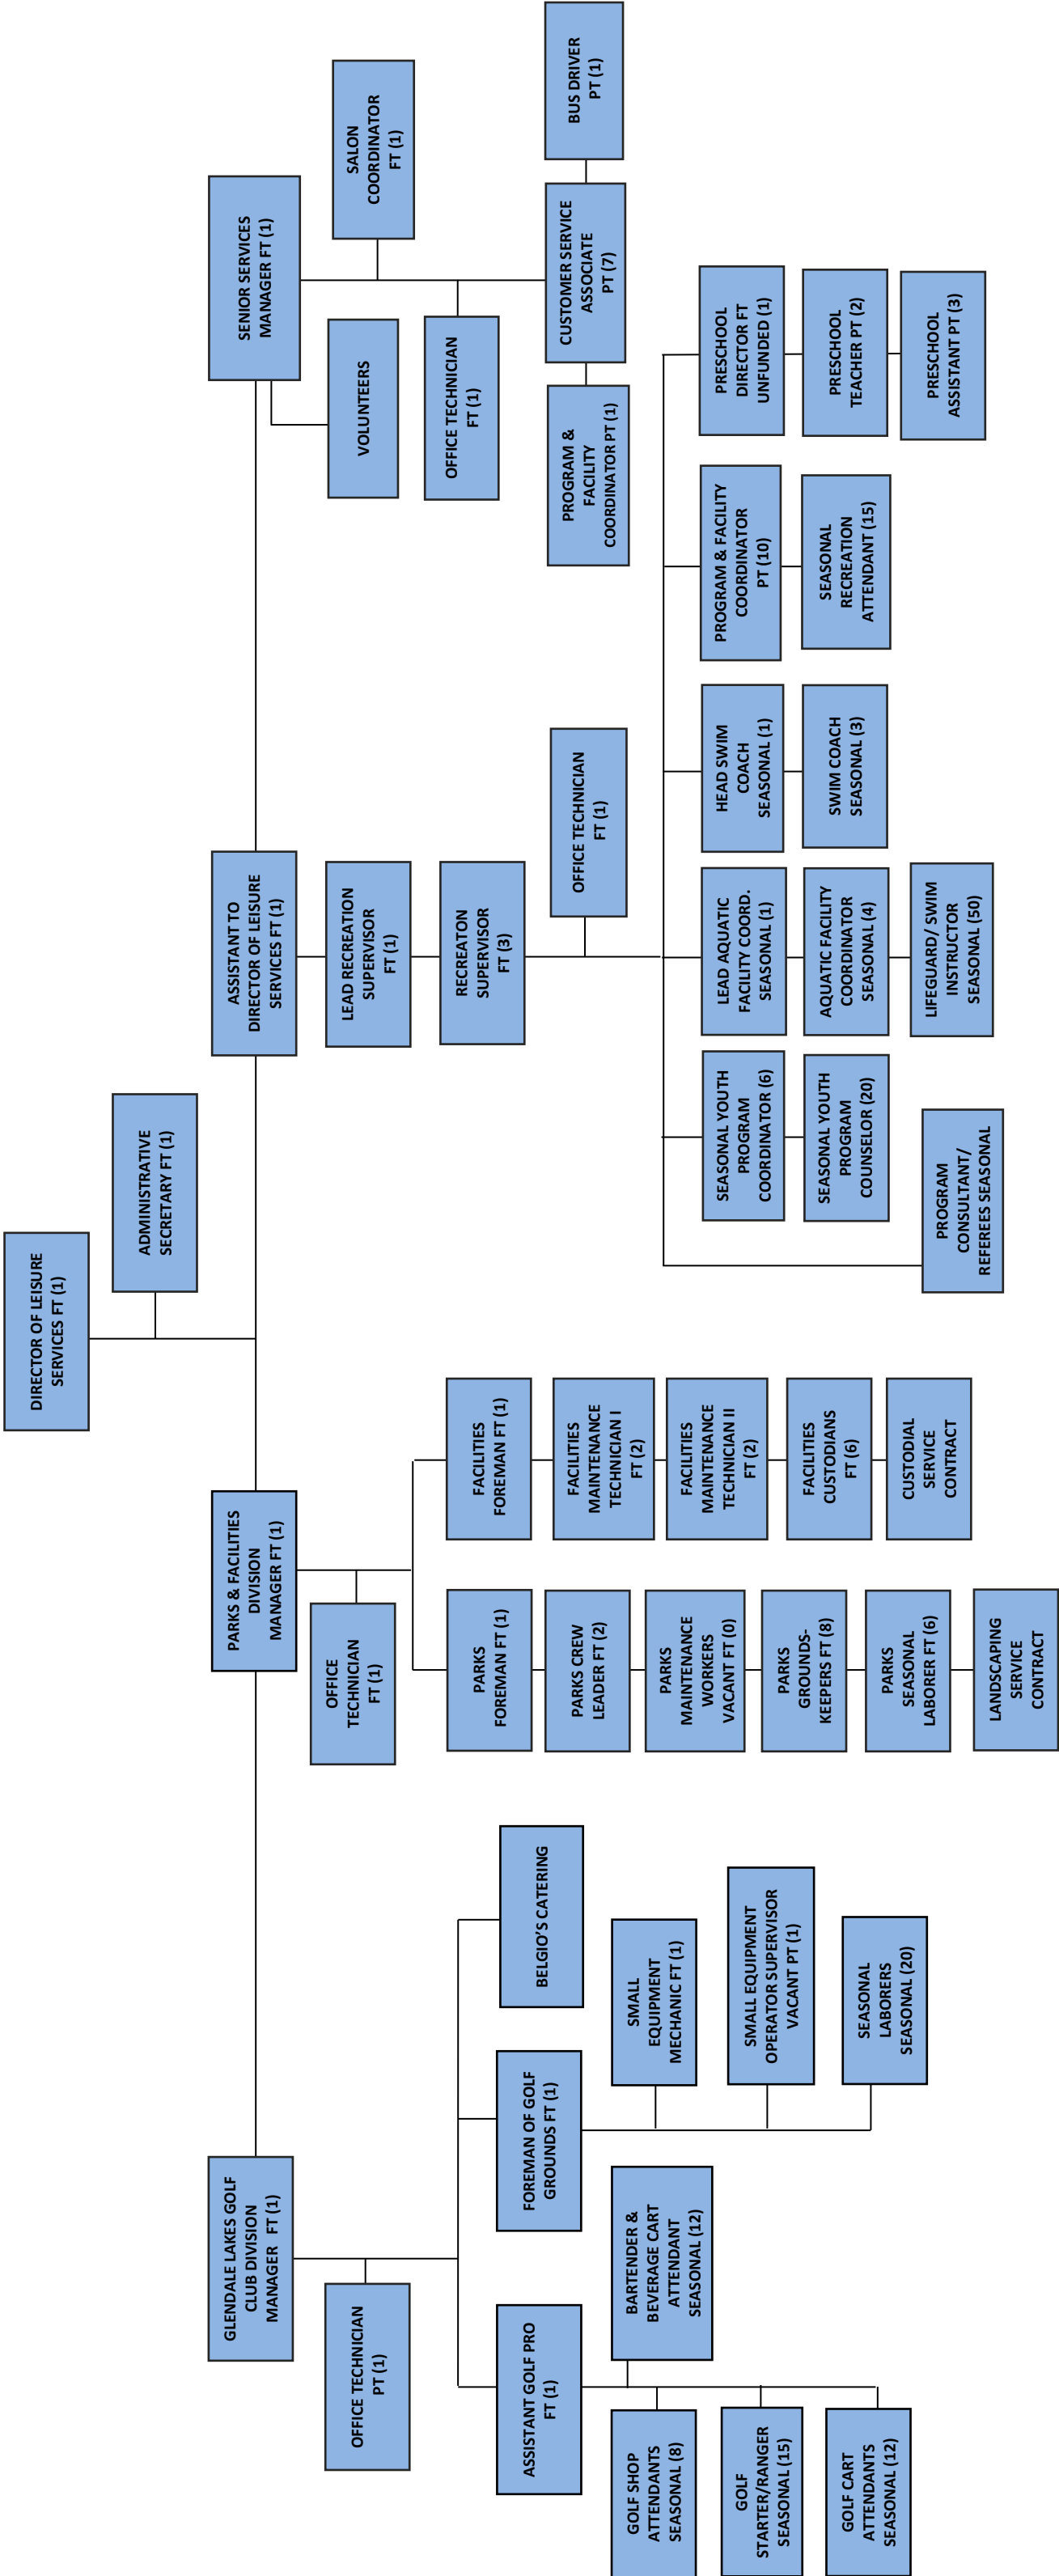 DIRECTOR OF LEISURE
SERVICES FT (1)
ADMINISTRATIVE
SECRETARY FT (1)
GLENDALE LAKES GOLF
CLUB DIVISION
MANAGER FT (1)
OFFICE TECHNICIAN
PT (1)
ASSISTANT GOLF PRO
FT (1)
GOLF SHOP
ATTENDANTS
SEASONAL (8)
GOLF
STARTER/RANGER
SEASONAL (15)
GOLF CART
ATTENDANTS
SEASONAL (12)
BARTENDER &
BEVERAGE CART
ATTENDANT
SEASONAL (12)
FOREMAN OF GOLF
GROUNDS FT (1)
SMALL
EQUIPMENT
MECHANIC FT (1)
SMALL EQUIPMENT
OPERATOR SUPERVISOR
VACANT PT (1)
SEASONAL
LABORERS
SEASONAL (20)
BELGIO'S CATERING
PARKS & FACILITIES
DIVISION
MANAGER FT (1)
OFFICE
TECHNICIAN
FT (1)
PARKS
FOREMAN FT (1)
PARKS CREW
LEADER FT (2)
PARKS
MAINTENANCE
WORKERS
VACANT FT (0)
PARKS
GROUNDS-
KEEPERS FT (8)
PARKS
SEASONAL
LABORER FT (6)
LANDSCAPING
SERVICE
CONTRACT
FACILITIES
FOREMAN FT (1)
FACILITIES
MAINTENANCE
TECHNICIAN I
FT (2)
FACILITIES
MAINTENANCE
TECHNICIAN II
FT (2)
FACILITIES
CUSTODIANS
FT (6)
CUSTODIAL
SERVICE
CONTRACT
ASSISTANT TO
DIRECTOR OF LEISURE
SERVICES FT (1)
LEAD RECREATION
SUPERVISOR
FT (1)
RECREATON
SUPERVISOR
FT (3)
OFFICE TECHNICIAN
FT (1)
PROGRAM
CONSULTANT/
REFEREES SEASONAL
SEASONAL YOUTH
PROGRAM
COORDINATOR (6)
SEASONAL YOUTH
PROGRAM
COUNSELOR (20)
LEAD AQUATIC
FACILITY COORD.
SEASONAL (1)
AQUATIC FACILITY
COORDINATOR
SEASONAL (4)
LIFEGUARD/ SWIM
INSTRUCTOR
SEASONAL (50)
HEAD SWIM
COACH
SEASONAL (1)
SWIM COACH
SEASONAL (3)
PROGRAM & FACILITY
COORDINATOR
PT (10)
SEASONAL
RECREATION
ATTENDANT (15)
PRESCHOOL
DIRECTOR FT
UNFUNDED (1)
PRESCHOOL
TEACHER PT (2)
PRESCHOOL
ASSISTANT PT (3)
SENIOR SERVICES
MANAGER FT (1)
VOLUNTEERS
SALON
COORDINATOR
FT (1)
OFFICE TECHNICIAN
FT (1)
PROGRAM &
FACILITY
COORDINATOR PT (1)
CUSTOMER SERVICE
ASSOCIATE
PT (7)
BUS DRIVER
PT (1)